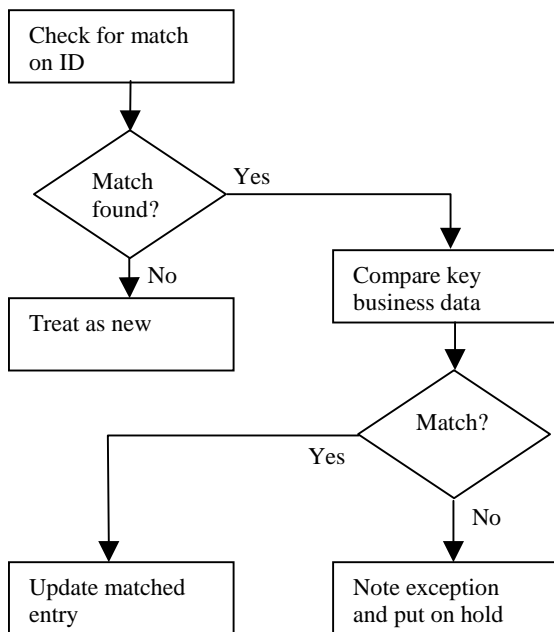 Check for match
on ID
Match
found?
Yes
No
Treat as new
Compare key
business data
Match?
Yes
No
Update matched
entry
Note exception
and put on hold